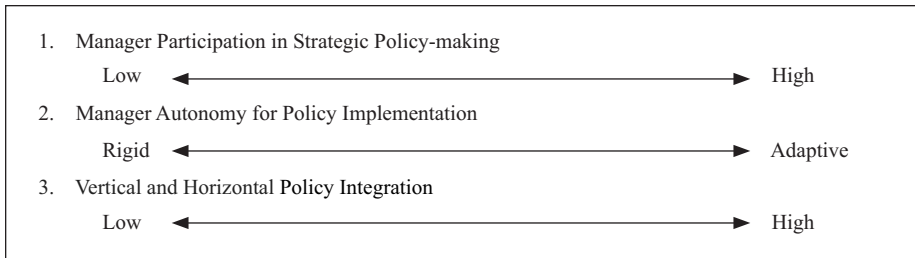 1. Manager Participation in Strategic Policy-making
Low High
2. Manager Autonomy for Policy Implementation
Rigid Adaptive
3. Vertical and Horizontal Policy Integration
Low High